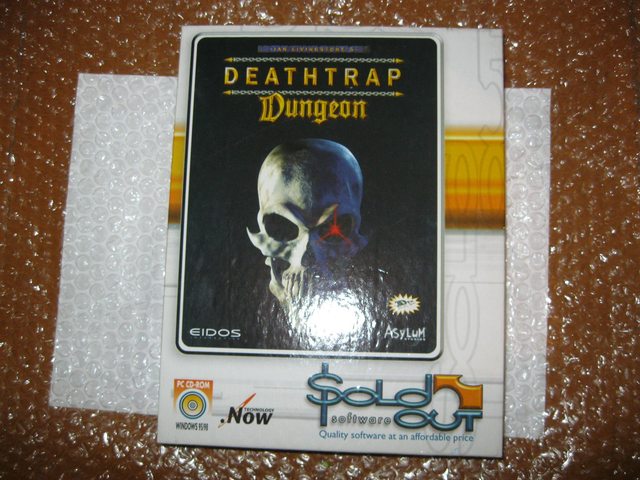 IAN LIVINGSTONE'S
DEATHTRAP
Dungeon
EIDOS
ASYLUM
PC CD-ROM
WINDOWS 95/98
TECHNOLOGY
.Now
SOLD
software
OUT
Quality software at an affordable price